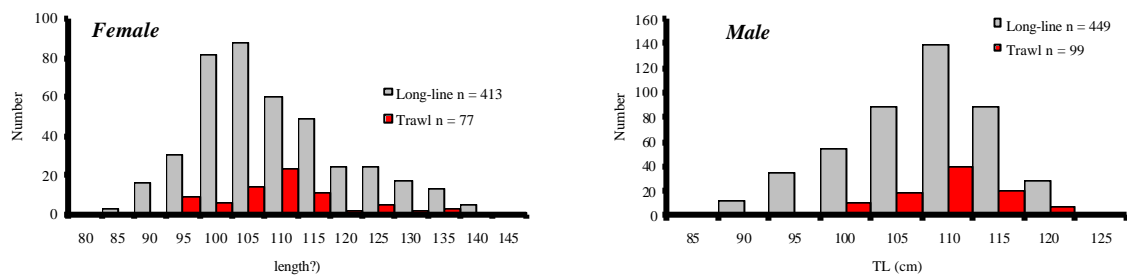 Female
Number
100
80
60
40
20
0
Long-line n = 413
Trawl n = 77
80 85 90 95 100 105 110 115 120 125 130 135 140 145
length?)
Male
Number
160
140
120
100
80
60
40
20
0
Long-line n = 449
Trawl n = 99
85 90 95 100 105 110 115 120 125
TL (cm)